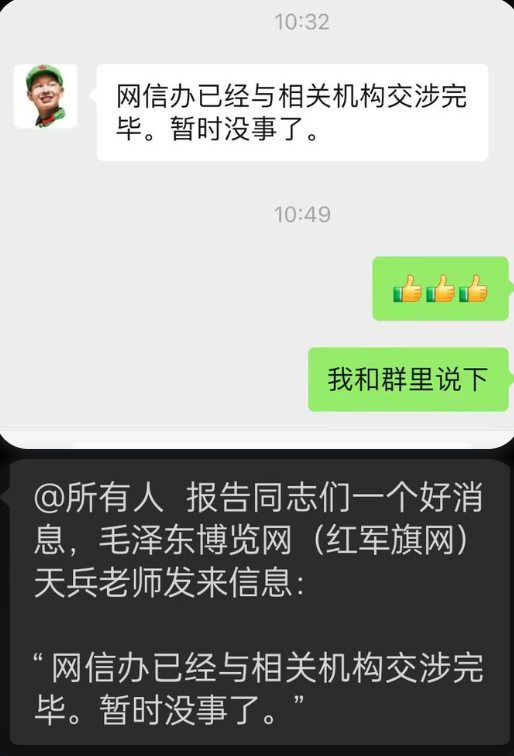 10:32
网信办已经与相关机构交涉完
毕。暂时没事了。
10:49
👍👍👍
我和群里说下
@所有人 报告同志们一个好消
息，毛泽东博览网（红军旗网）
天兵老师发来信息：
“网信办已经与相关机构交涉完
毕。暂时没事了。”